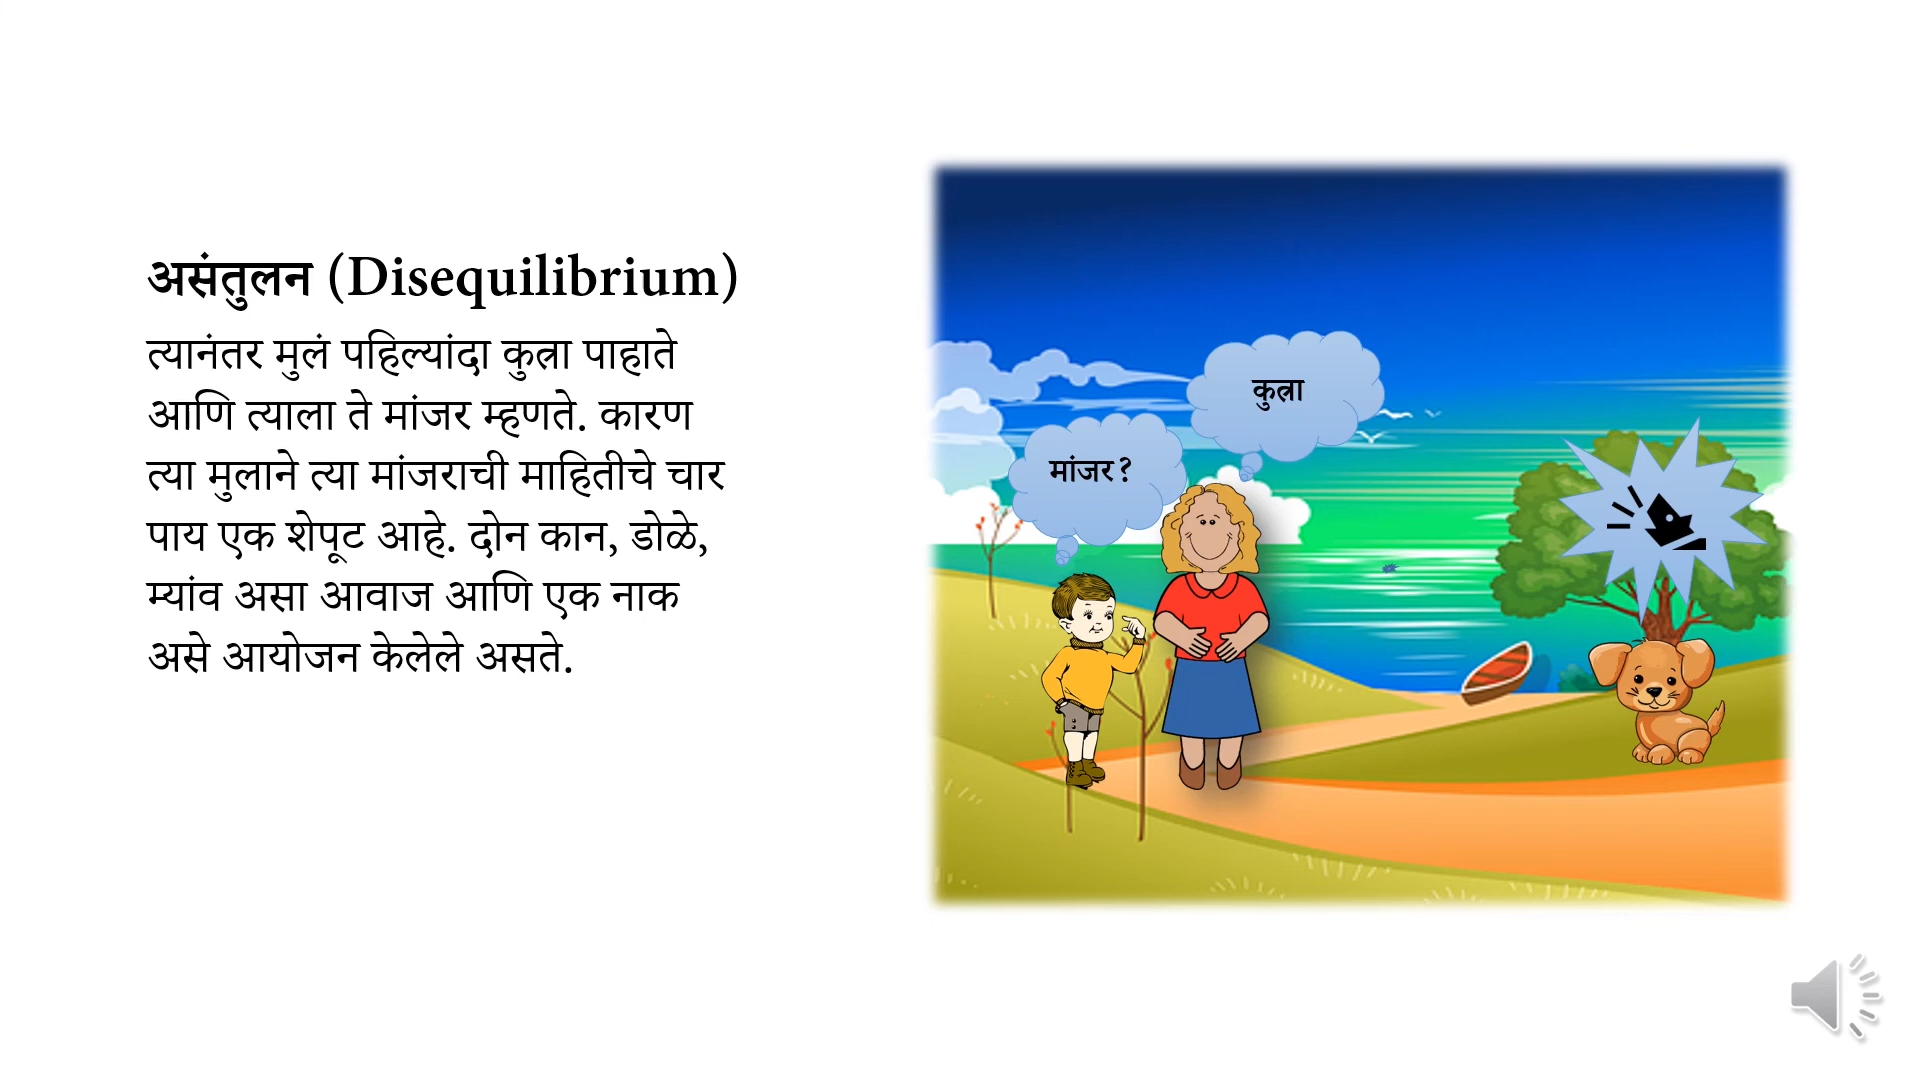 असंतुलन (Disequilibrium)
त्यानंतर मुलं पहिल्यांदा कुत्रा पाहाते
आणि त्याला ते मांजर म्हणते. कारण
त्या मुलाने त्या मांजराची माहितीचे चार
पाय एक शेपूट आहे. दोन कान, डोळे,
म्यांव असा आवाज आणि एक नाक
असे आयोजन केलेले असते.
कुत्रा
मांजर?